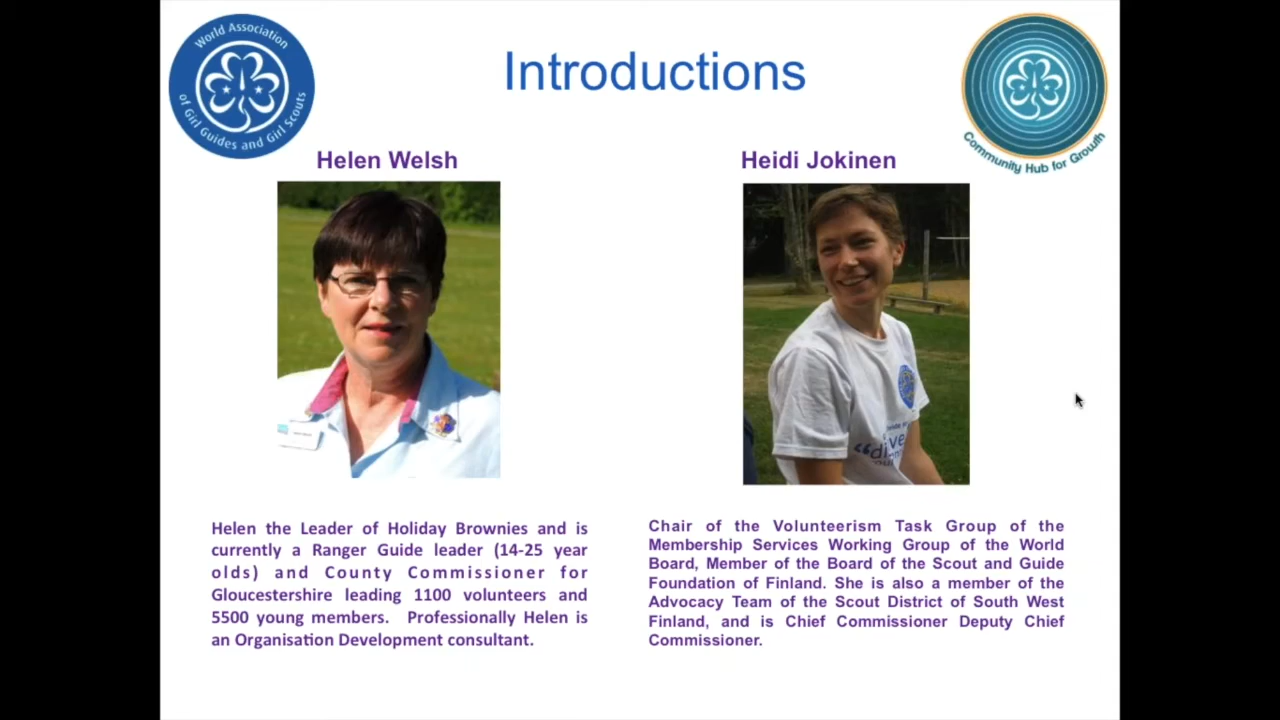 World Association
of Girl Guides and Girl Scouts
Introductions
Community Hub for Growth
Helen Welsh
Heidi Jokinen
Helen the Leader of Holiday Brownies and is
currently a Ranger Guide leader (14-25 year
olds) and County Commissioner for
Gloucestershire leading 1100 volunteers and
5500 young members. Professionally Helen is
an Organisation Development consultant.
Chair of the Volunteerism Task Group of the
Membership Services Working Group of the World
Board, Member of the Board of the Scout and Guide
Foundation of Finland. She is also a member of the
Advocacy Team of the Scout District of South West
Finland, and is Chief Commissioner Deputy Chief
Commissioner.